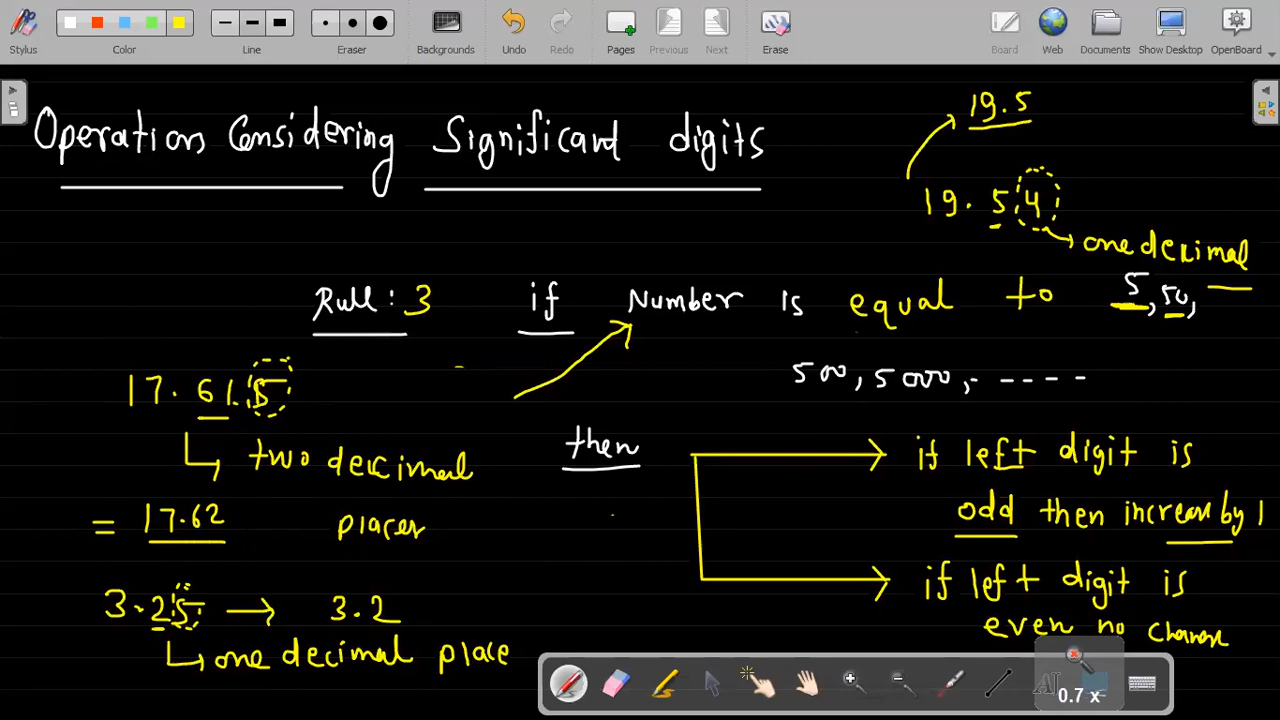 Stylus Color Line Eraser Backgrounds Undo Redo Pages Previous Next Erase Board Web Documents Show Desktop OpenBoard
19.5
Operations Considering Significant digits
19.54
one decimal
Rull: 3 if Number is equal to 5, 50,
500, 5000, - - - - -
17.615
two decimal
places
= 17.62
3.25 → 3.2
one decimal place
then
if left digit is
odd then increase by 1
if left digit is
even no change
0.7 x